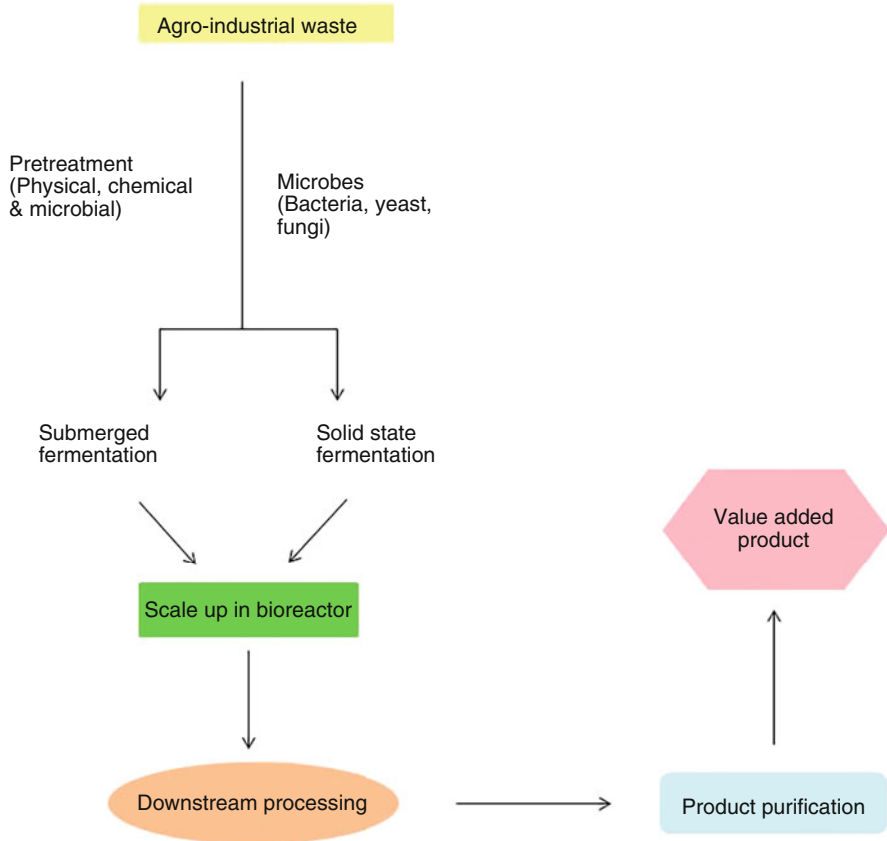 Agro-industrial waste
Pretreatment
(Physical, chemical
& microbial)
Microbes
(Bacteria, yeast,
fungi)
Submerged
fermentation
Solid state
fermentation
Scale up in bioreactor
Downstream processing
Product purification
Value added
product